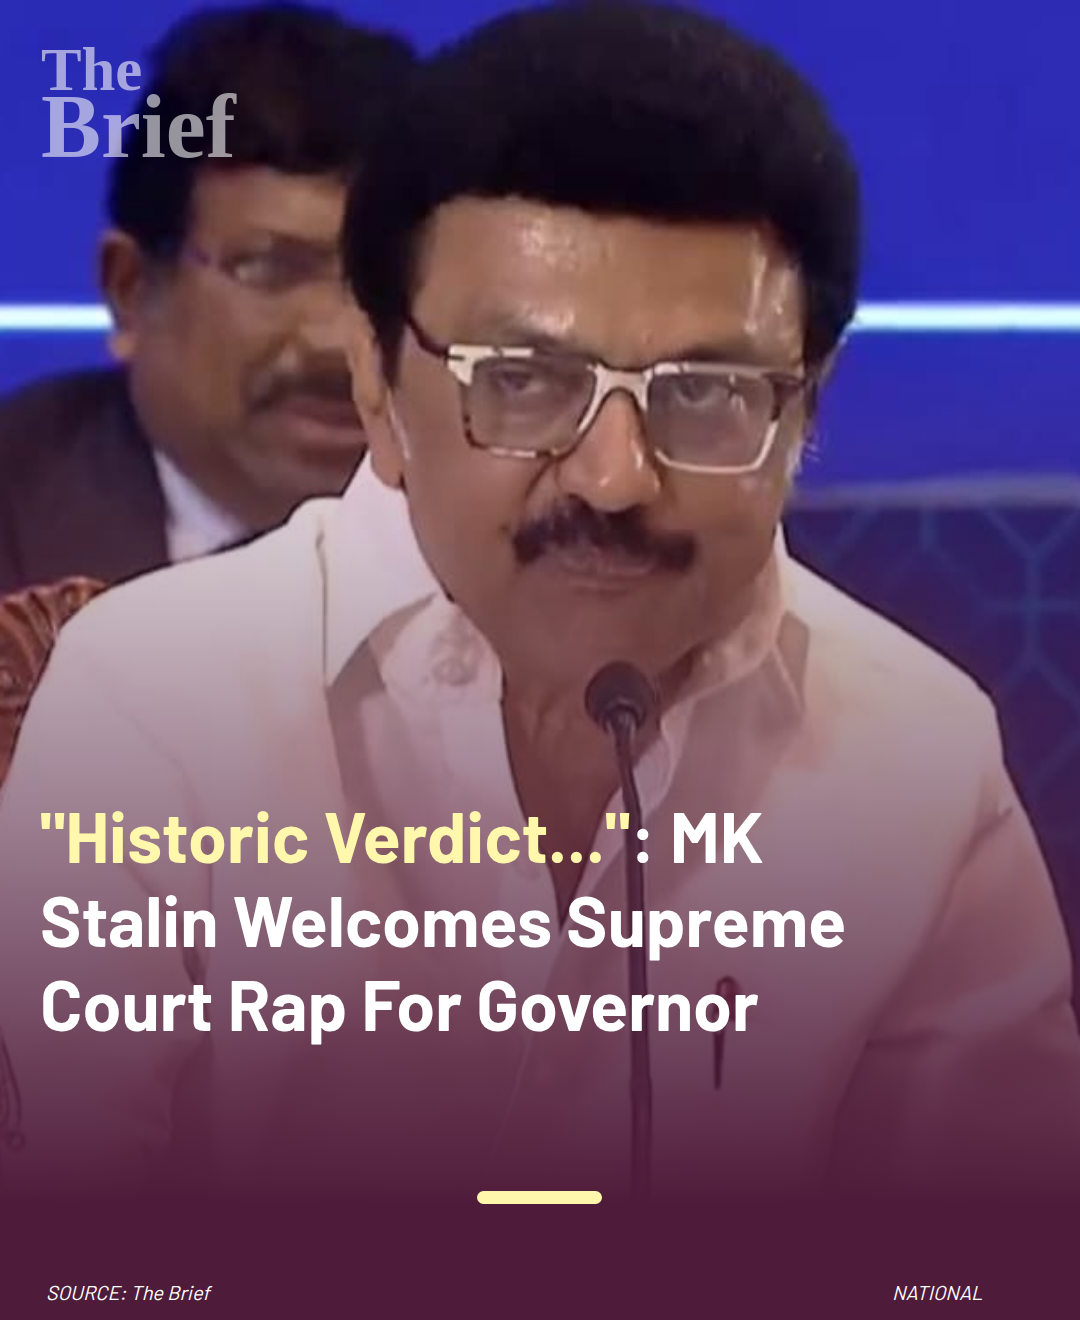 The
Brief
"Historic Verdict...": MK
Stalin Welcomes Supreme
Court Rap For Governor
SOURCE: The Brief
NATIONAL